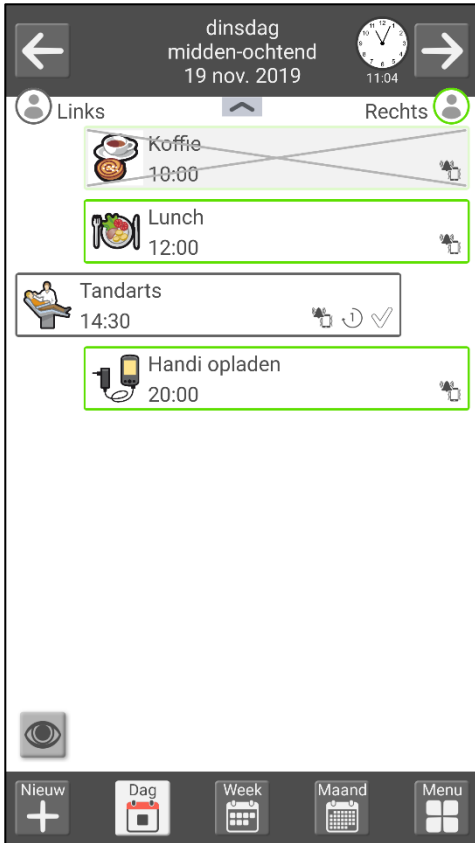 dinsdag
midden-ochtend
19 nov. 2019
11:04
Links
Rechts
Koffie
10:00
Lunch
12:00
Tandarts
14:30
1
Handi opladen
20:00
Nieuw
Dag
Week
Maand
Menu